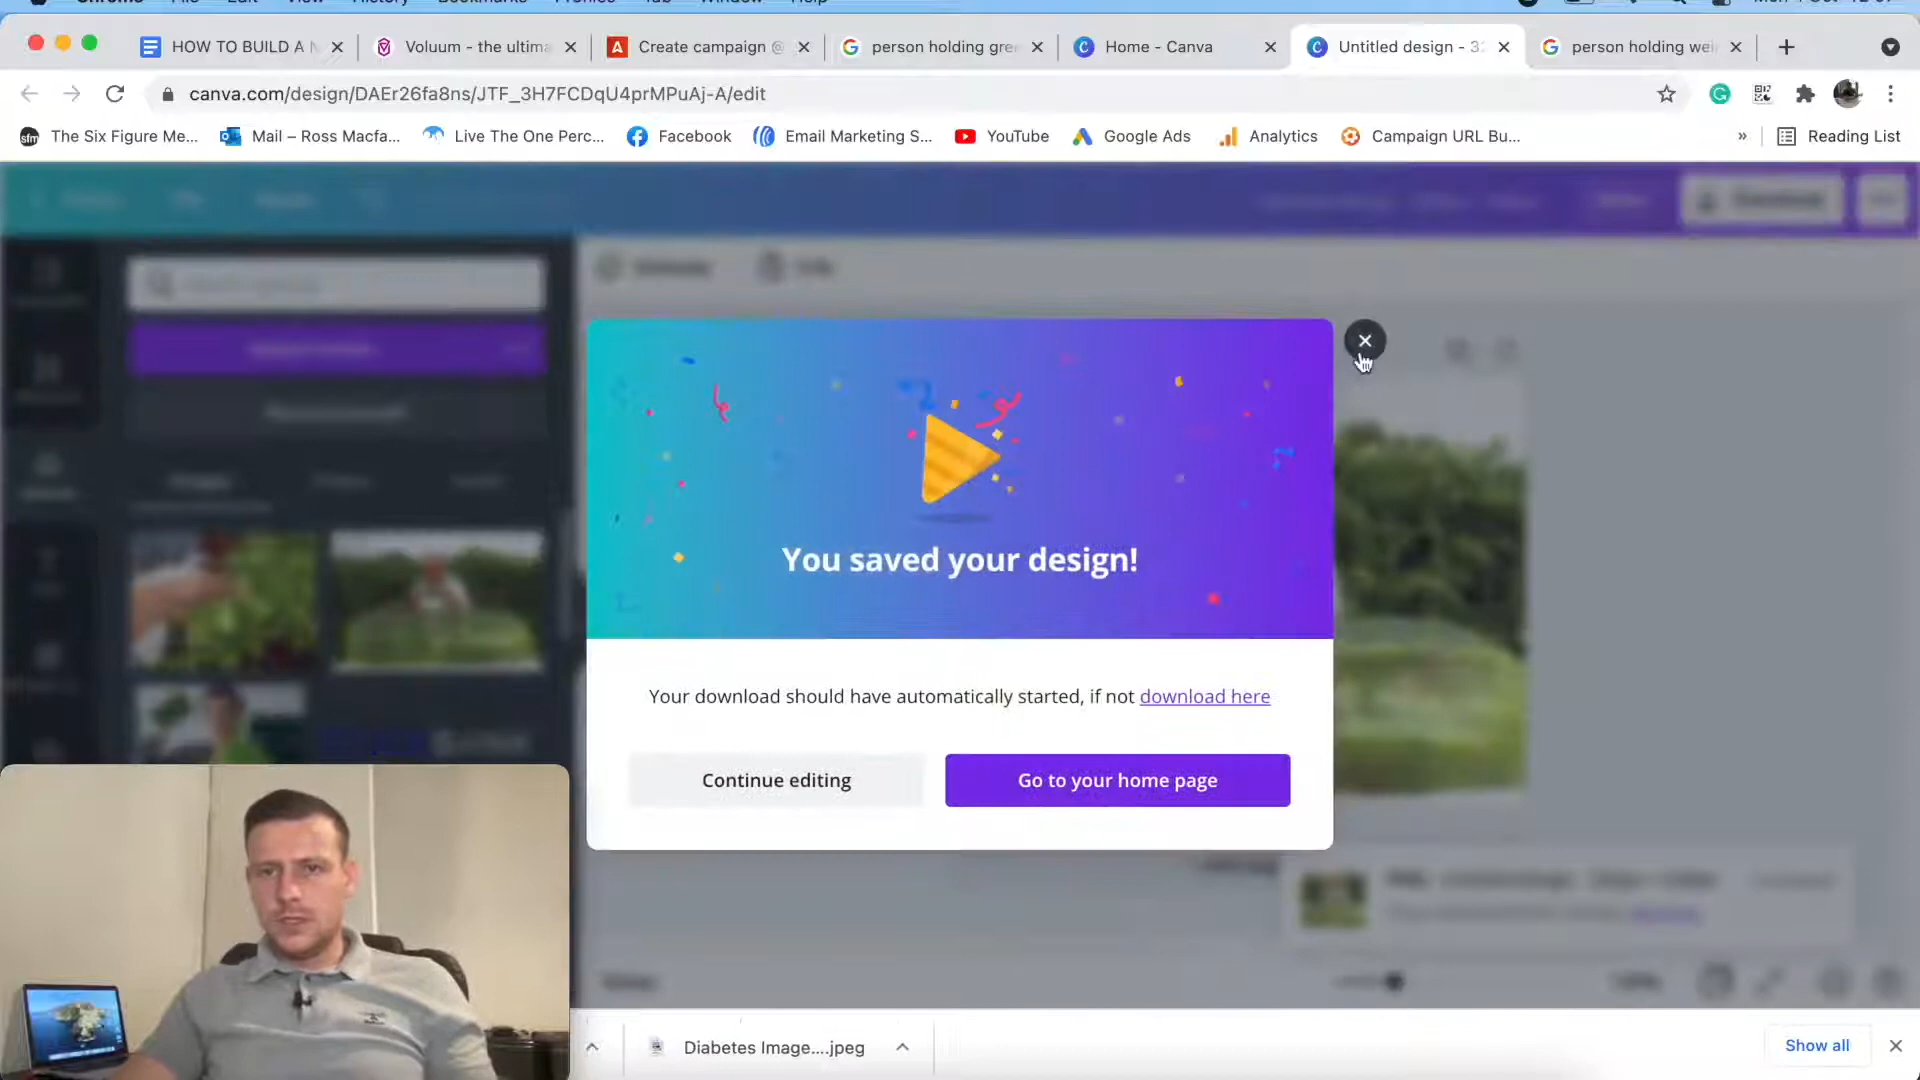 HOW TO BUILD A
Voluum - the ultima
Create campaign @
person holding gre
Home - Canva
Untitled design - 32
person holding wei
canva.com/design/DAEr26fa8ns/JTF_3H7FCDqU4prMPuAj-A/edit
The Six Figure Me...
Mail – Ross Macfa...
Live The One Perc...
Facebook
Email Marketing S...
YouTube
Google Ads
Analytics
Campaign URL Bu...
»
Reading List
You saved your design!
Your download should have automatically started, if not download here
Continue editing
Go to your home page
Diabetes Image....jpeg
Show all